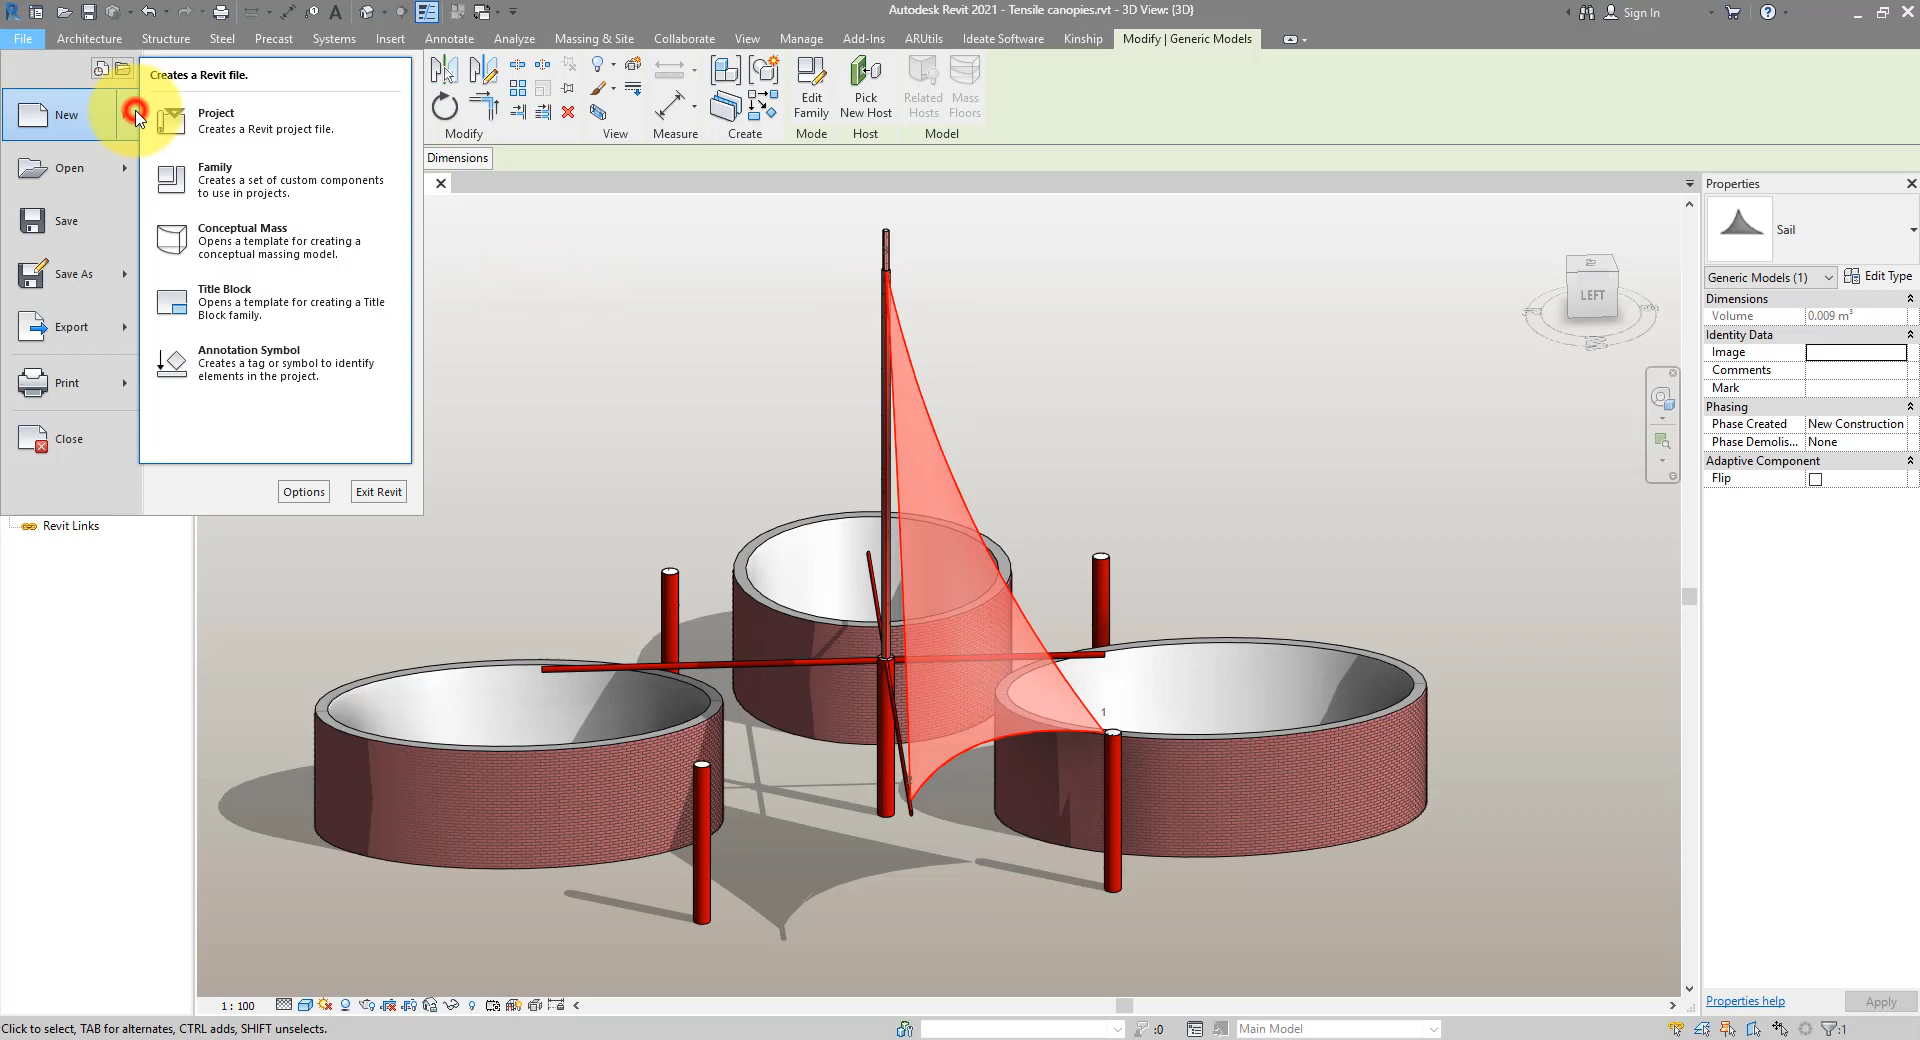 Autodesk Revit 2021 - Tensile canopies.rvt - 3D View: {3D}
Sign In
File
Architecture
Structure
Steel
Precast
Systems
Insert
Annotate
Analyze
Massing & Site
Collaborate
View
Manage
Add-Ins
ARUtils
Ideate Software
Kinship
Modify | Generic Models
Creates a Revit file.
New
Project
Creates a Revit project file.
Open
Family
Creates a set of custom components
to use in projects.
Save
Conceptual Mass
Opens a template for creating a
conceptual massing model.
Save As
Title Block
Opens a template for creating a Title
Block family.
Export
Annotation Symbol
Creates a tag or symbol to identify
elements in the project.
Print
Close
Options
Exit Revit
Edit
Family
Pick
New Host
Related
Hosts
Mass
Floors
Modify
View
Measure
Create
Mode
Host
Model
Dimensions
Revit Links
LEFT
1
Properties
Sail
Generic Models (1)
Edit Type
Dimensions
Volume
0.009 m³
Identity Data
Image
Comments
Mark
Phasing
Phase Created
New Construction
Phase Demolis...
None
Adaptive Component
Flip
Properties help
Apply
1 : 100
Click to select, TAB for alternates, CTRL adds, SHIFT unselects.
:0
Main Model
:1